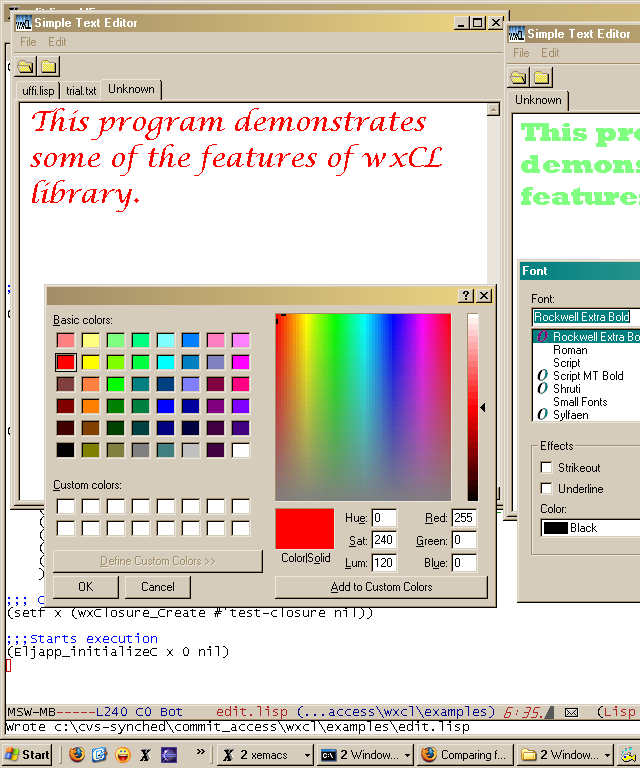 Simple Text Editor
File Edit
uffi.lisp trial.txt Unknown
This program demonstrates
some of the features of wxCL
library.
Simple Text Editor
File Edit
Unknown
This pro
demons
features
Basic colors:
Custom colors:
Define Custom Colors >>
OK Cancel
Color|Solid
Hue: 0
Sat: 240
Lum: 120
Red: 255
Green: 0
Blue: 0
Add to Custom Colors
Font
Font:
Rockwell Extra Bold
Rockwell Extra Bold
Roman
Script
Script MT Bold
Shruti
Small Fonts
Sylfaen
Effects
Strikeout
Underline
Color:
Black
(setf x (wxClosure_Create #'test-closure nil))
;;;Starts execution
(Eljapp_initializeC x 0 nil)
MSW-MB-----L240 C0 Bot edit.lisp (...access\wxcl\examples) 6:35. (Lisp
Wrote c:\cvs-synched\commit_access\wxcl\examples\edit.lisp
Start » 2 xemacs 2 Window... Comparing f... 2 Window...